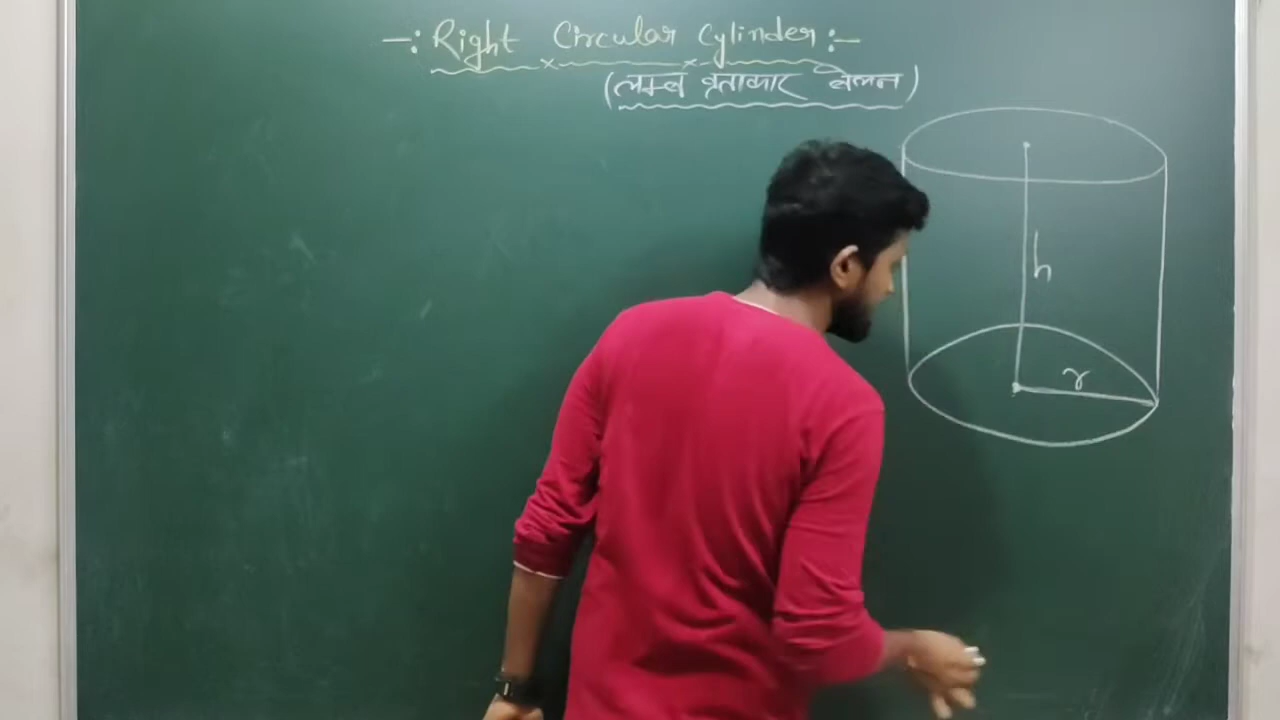 -: Right Circular Cylinder :-
(लम्ब वृताकार बेलन)
h
r